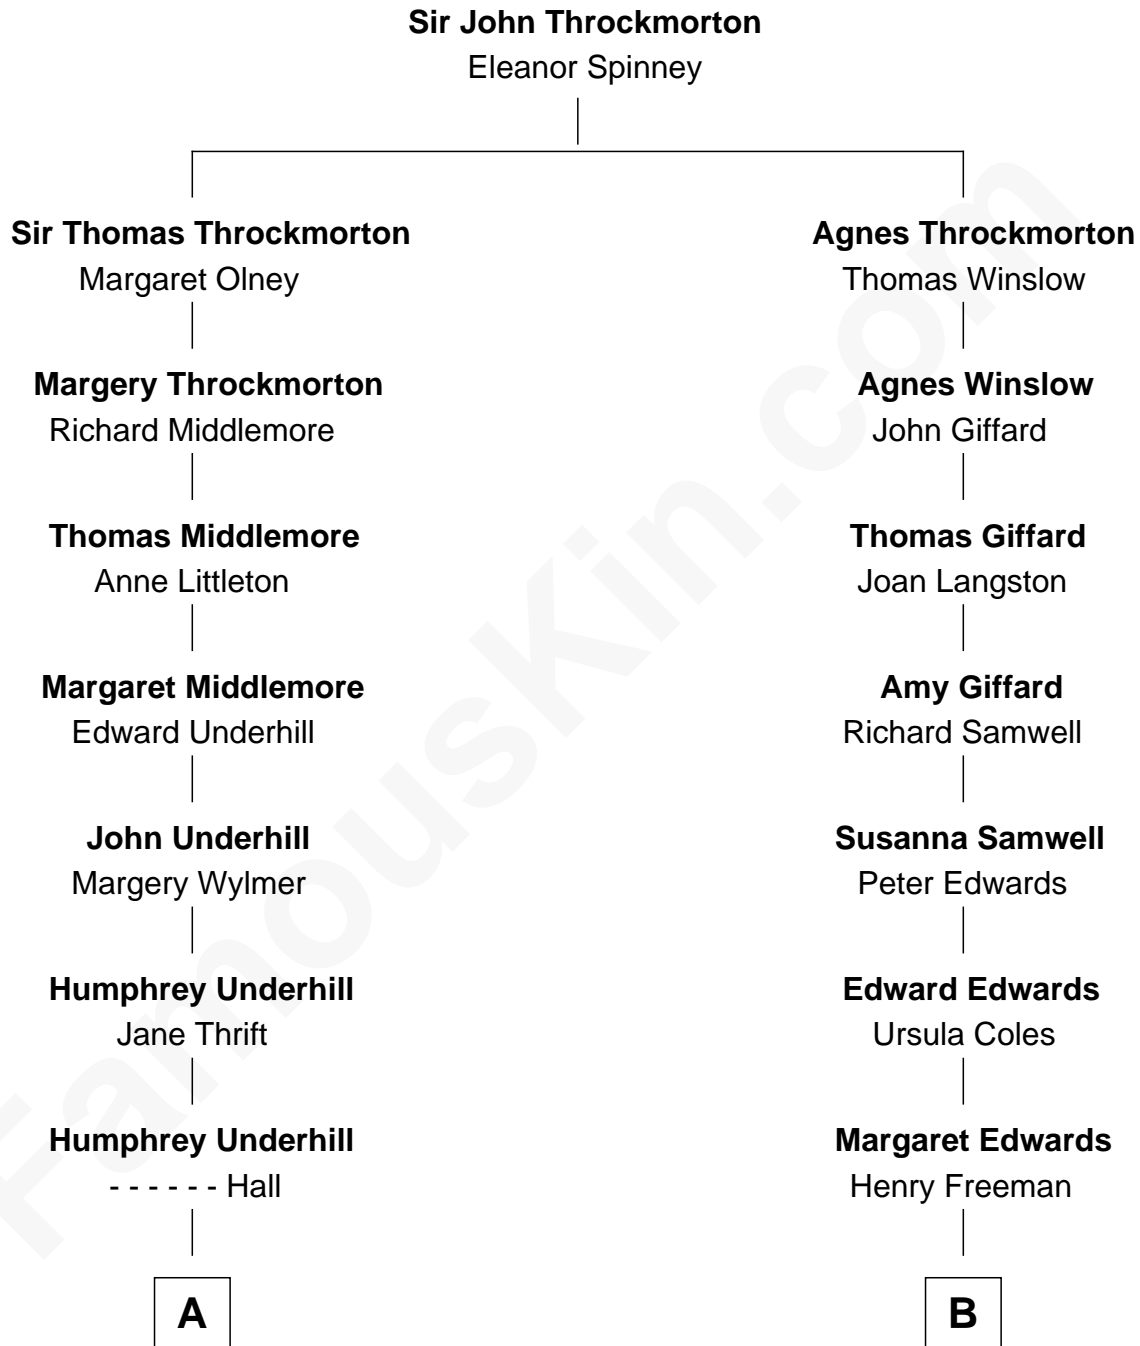 Sir John Throckmorton
Eleanor Spinney
Sir Thomas Throckmorton
Margaret Olney
Margery Throckmorton
Richard Middlemore
Thomas Middlemore
Anne Littleton
Margaret Middlemore
Edward Underhill
John Underhill
Margery Wylmer
Humphrey Underhill
Jane Thrift
Humphrey Underhill
- - - - - - Hall
A
Agnes Throckmorton
Thomas Winslow
Agnes Winslow
John Giffard
Thomas Giffard
Joan Langston
Amy Giffard
Richard Samwell
Susanna Samwell
Peter Edwards
Edward Edwards
Ursula Coles
Margaret Edwards
Henry Freeman
B
FamousKin.com